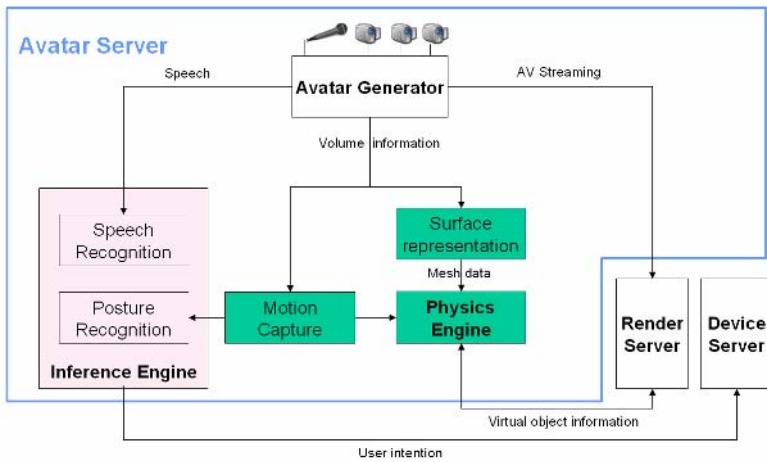 Avatar Server
Speech
AV Streaming
Avatar Generator
Volume information
Speech
Recognition
Surface
representation
Mesh data
Posture
Recognition
Motion
Capture
Physics
Engine
Render
Server
Device
Server
Inference Engine
Virtual object information
User intention